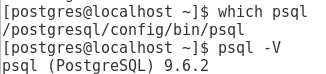 [postgres@localhost ~]$ which psql
/postgresql/config/bin/psql
[postgres@localhost ~]$ psql -V
psql (PostgreSQL) 9.6.2